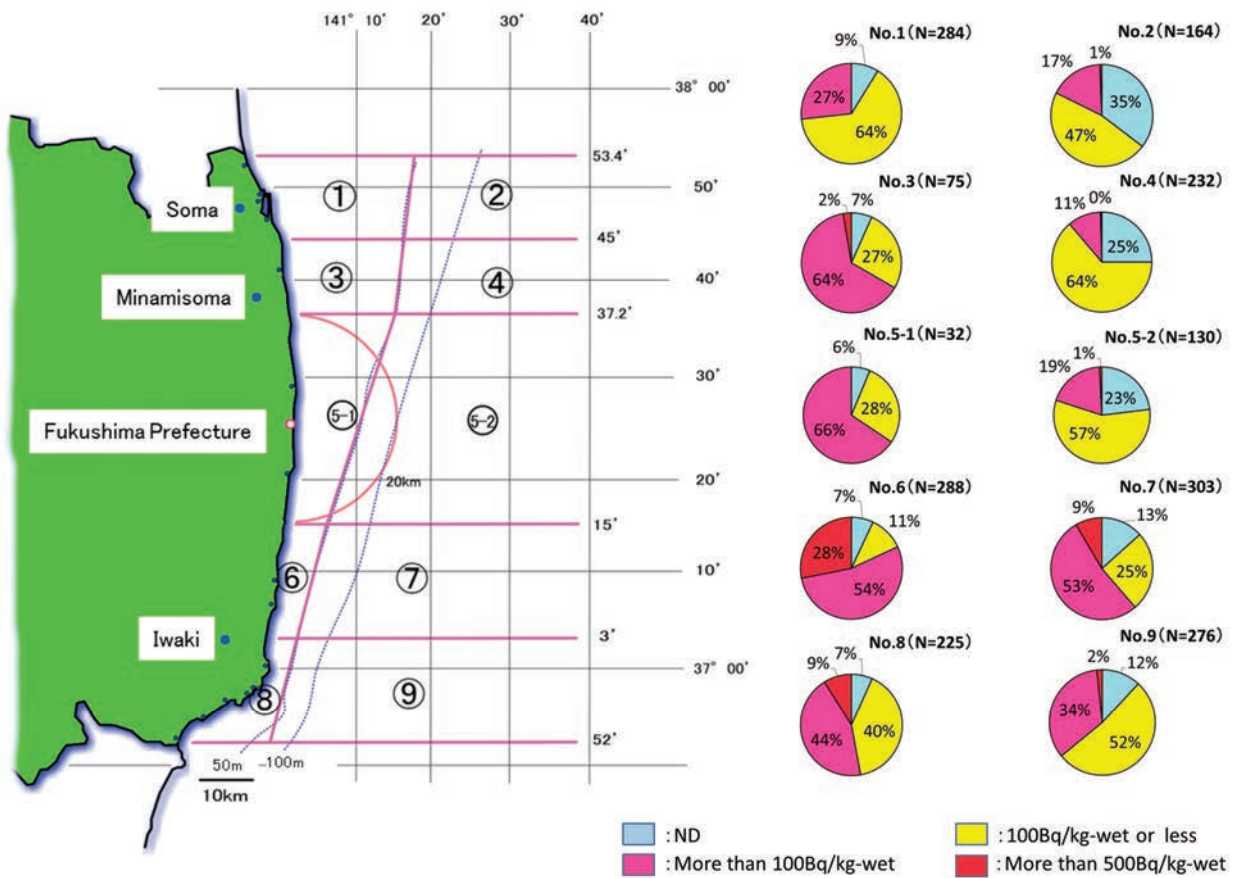 141° 10' 20' 30' 40'
38° 00'
53.4'
50'
45'
40'
37.2'
30'
20'
15'
10'
3'
37° 00'
52'
① ②
Soma
③ ④
Minamisoma
5-1 5-2
Fukushima Prefecture
20km
⑥ ⑦
Iwaki
⑧ ⑨
50m 100m
10km
No.1(N=284)
9%
27%
64%
No.2(N=164)
17% 1%
35%
47%
No.3(N=75)
2% 7%
27%
64%
No.4(N=232)
11% 0%
25%
64%
No.5-1(N=32)
6%
28%
66%
No.5-2(N=130)
19% 1%
23%
57%
No.6(N=288)
7% 11%
28%
54%
No.7(N=303)
9% 13%
25%
53%
No.8(N=225)
9% 7%
40%
44%
No.9(N=276)
2% 12%
34%
52%
: ND
: 100Bq/kg-wet or less
: More than 100Bq/kg-wet
: More than 500Bq/kg-wet